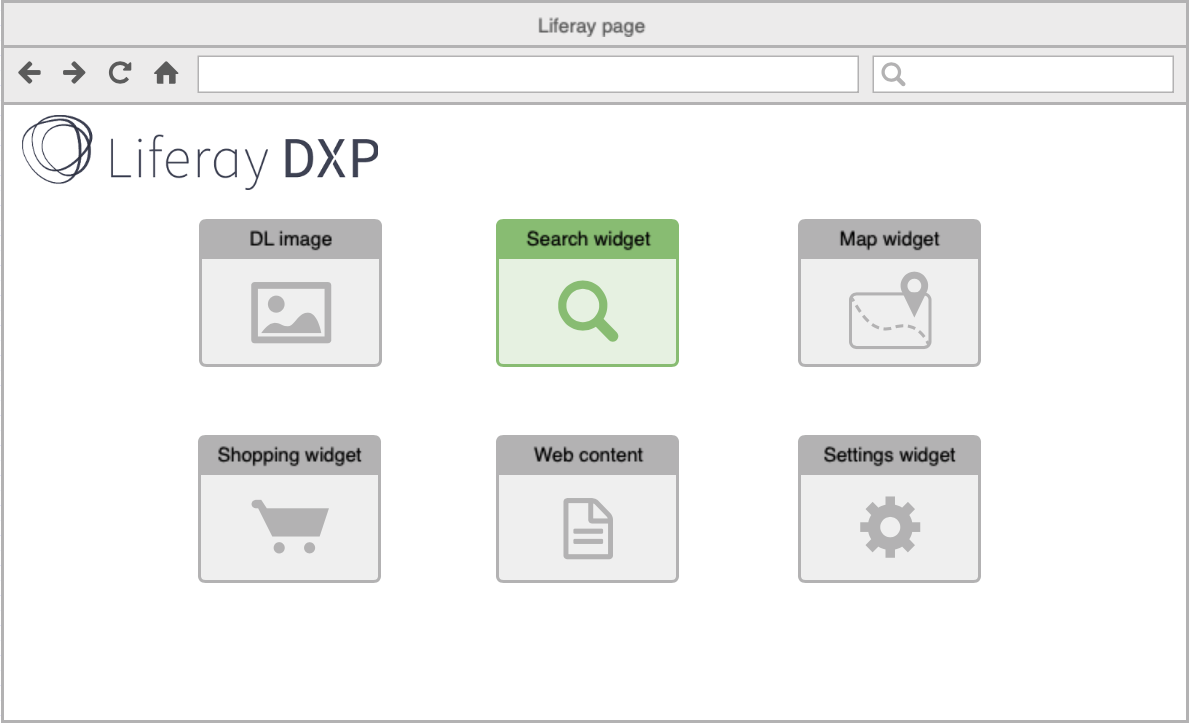 Liferay page
Liferay DXP
DL image
Search widget
Map widget
Shopping widget
Web content
Settings widget